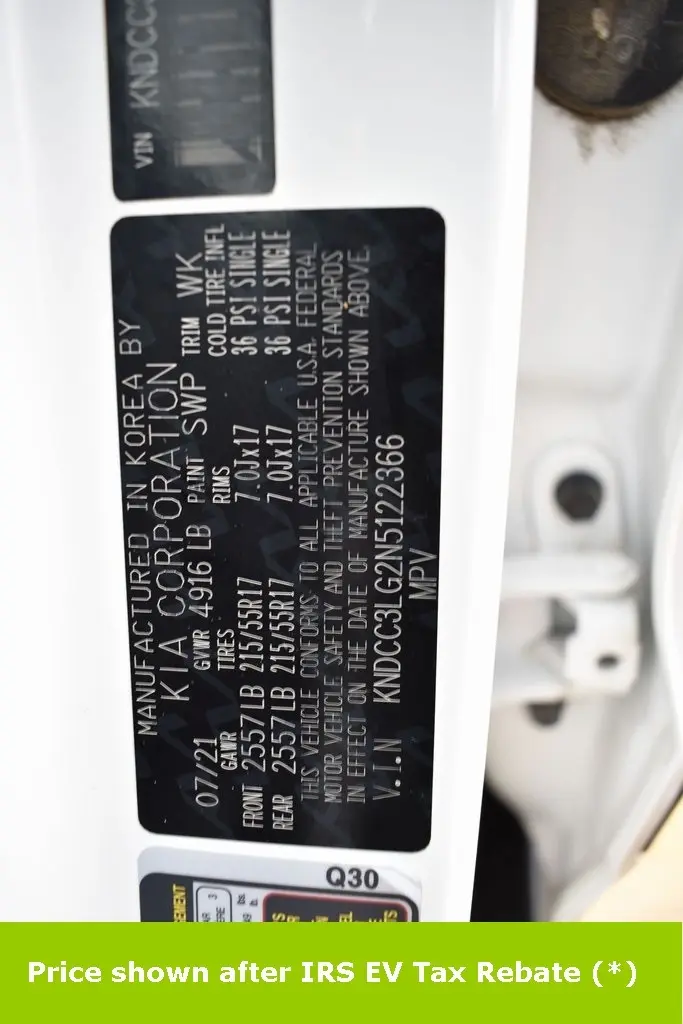 VIN KNDCC3
MANUFACTURED IN KOREA BY
KIA CORPORATION
07/21 GVWR 4916 LB PAINT SWP TRIM WK
GAWR TIRES RIMS COLD TIRE INFL
FRONT 2557 LB 215/55R17 7.0Jx17 36 PSI SINGLE
REAR 2557 LB 215/55R17 7.0Jx17 36 PSI SINGLE
THIS VEHICLE CONFORMS TO ALL APPLICABLE U.S.A. FEDERAL
MOTOR VEHICLE SAFETY AND THEFT PREVENTION STANDARDS
IN EFFECT ON THE DATE OF MANUFACTURE SHOWN ABOVE.
V.I.N KNDCC3LG2N5122366
MPV
Q30
Price shown after IRS EV Tax Rebate (*)